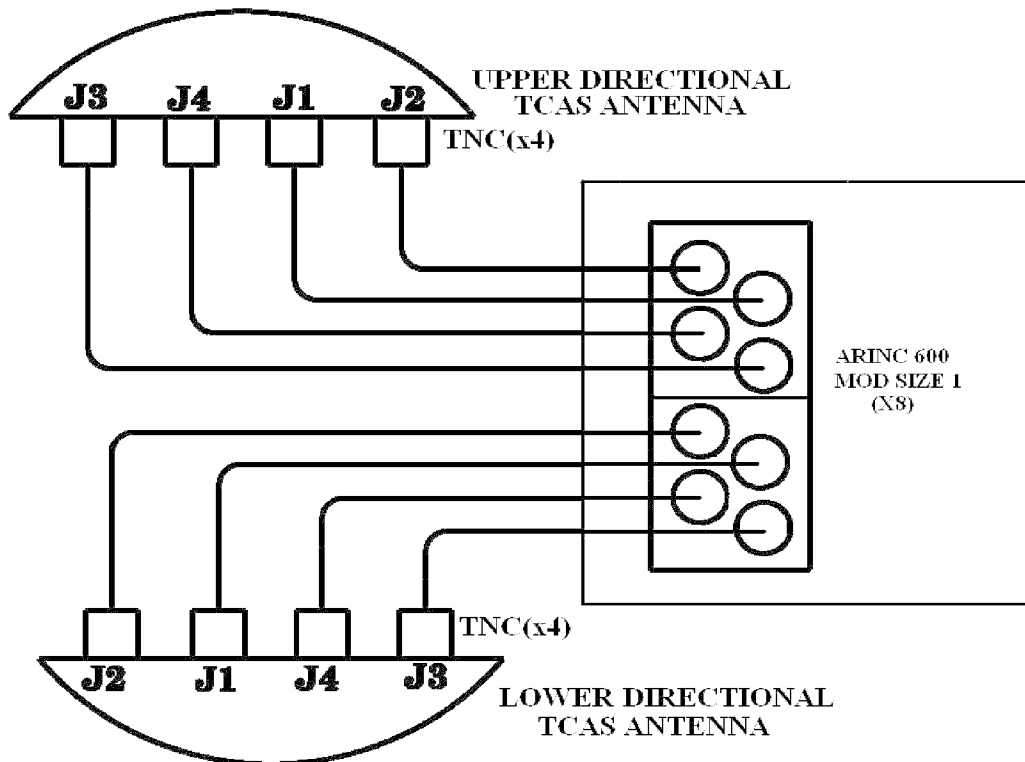 J3 J4 J1 J2
UPPER DIRECTIONAL
TCAS ANTENNA
TNC(x4)
ARINC 600
MOD SIZE 1
(X8)
TNC(x4)
J2 J1 J4 J3
LOWER DIRECTIONAL
TCAS ANTENNA